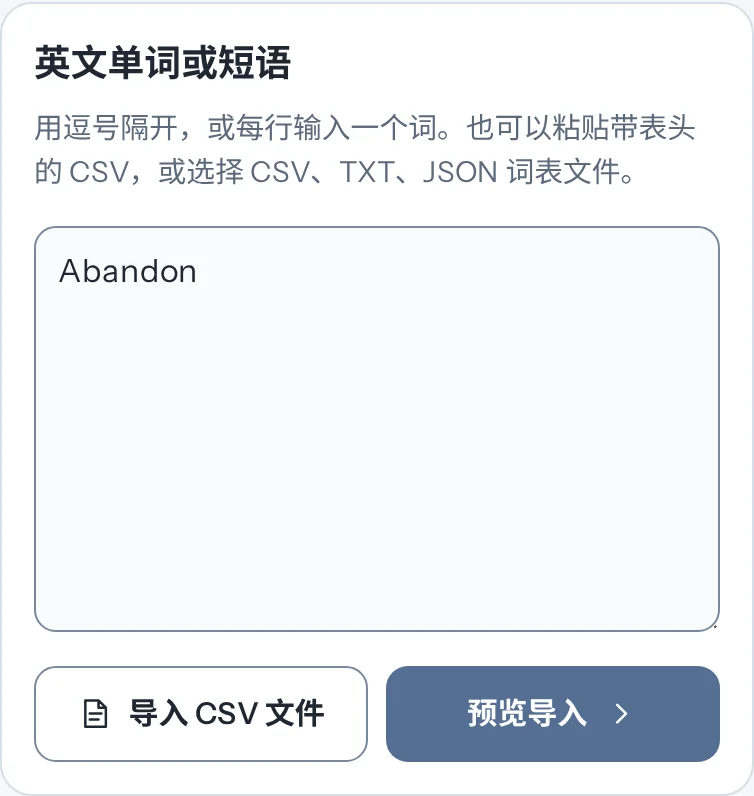 英文单词或短语
用逗号隔开，或每行输入一个词。也可以粘贴带表头
的 CSV，或选择 CSV、TXT、JSON 词表文件。
Abandon
导入 CSV 文件
预览导入